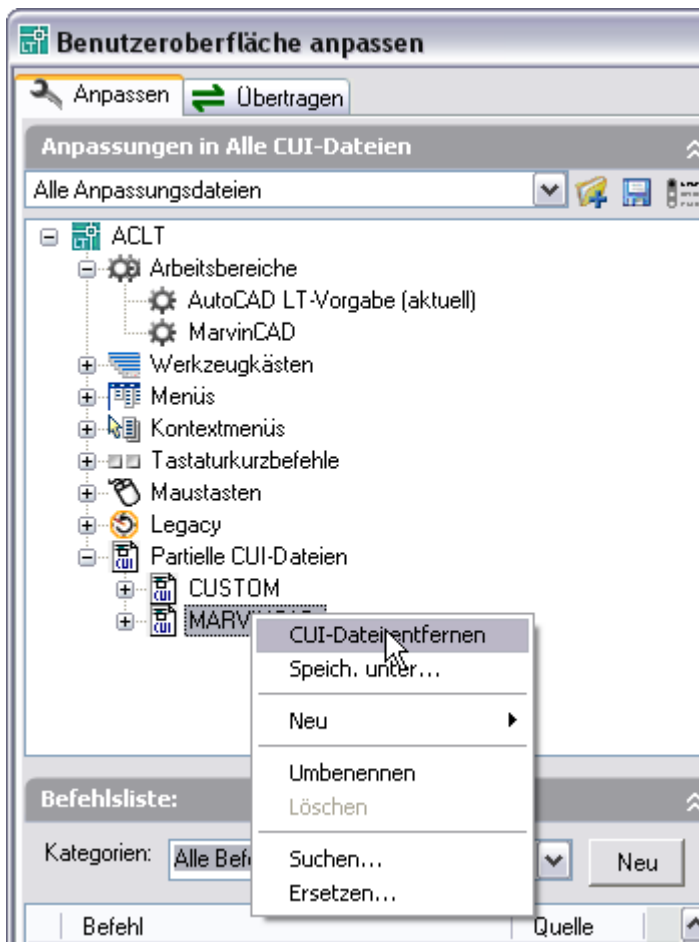 Benutzeroberfläche anpassen
Anpassen Übertragen
Anpassungen in Alle CUI-Dateien
Alle Anpassungsdateien
ACLT
Arbeitsbereiche
AutoCAD LT-Vorgabe (aktuell)
MarvinCAD
Werkzeugkästen
Menüs
Kontextmenüs
Tastaturkurzbefehle
Maustasten
Legacy
Partielle CUI-Dateien
CUSTOM
CUI-Datei entfernen
Speich. unter...
Neu
Umbenennen
Löschen
Suchen...
Ersetzen...
Befehlsliste:
Kategorien: Alle Neu
Befehl Quelle